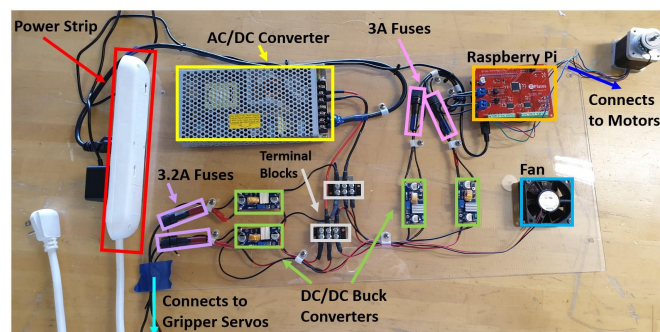 Power Strip
AC/DC Converter
3A Fuses
Raspberry Pi
Connects
to Motors
3.2A Fuses
Terminal
Blocks
Fan
Connects to
Gripper Servos
DC/DC Buck
Converters